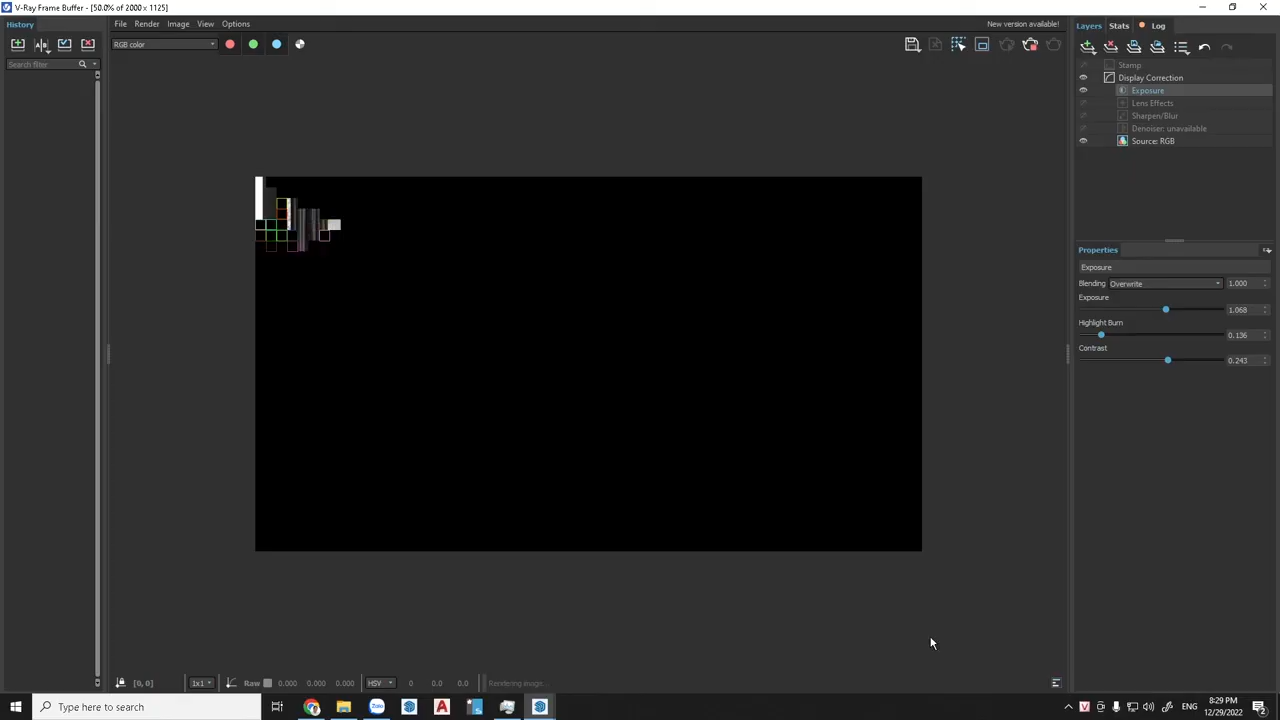 V-Ray Frame Buffer - [50.0% of 2000 x 1125]
History
File Render Image View Options
New version available!
Layers Stats Log
RGB color
Search filter
Stamp
Display Correction
Exposure
Lens Effects
Sharpen/Blur
Denoiser: unavailable
Source: RGB
Properties
Exposure
Blending Overwrite 1.000
Exposure
1.068
Highlight Burn
0.136
Contrast
0.243
[0, 0] 1x1 Raw 0.000 0.000 0.000 HSV 0 0.0 0.0 Rendering image...
Type here to search
ENG
8:29 PM
12/29/2022
2